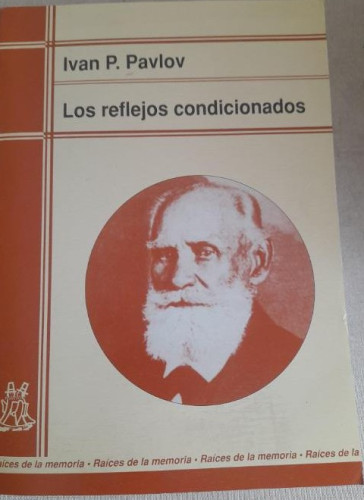 Ivan P. Pavlov
Los reflejos condicionados
aíces de la memoria • Raíces de la memoria • Raíces de la memoria • Raíces de la